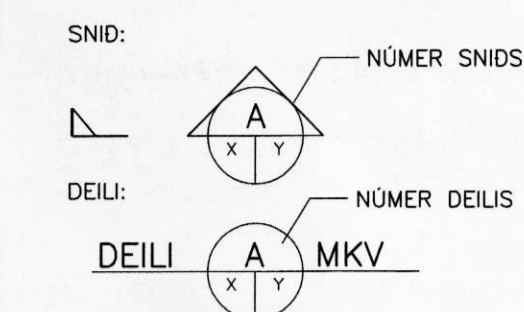 SNIÐ:
NÚMER SNIÐS
A
X Y
DEILI:
NÚMER DEILIS
DEILI A MKV
X Y